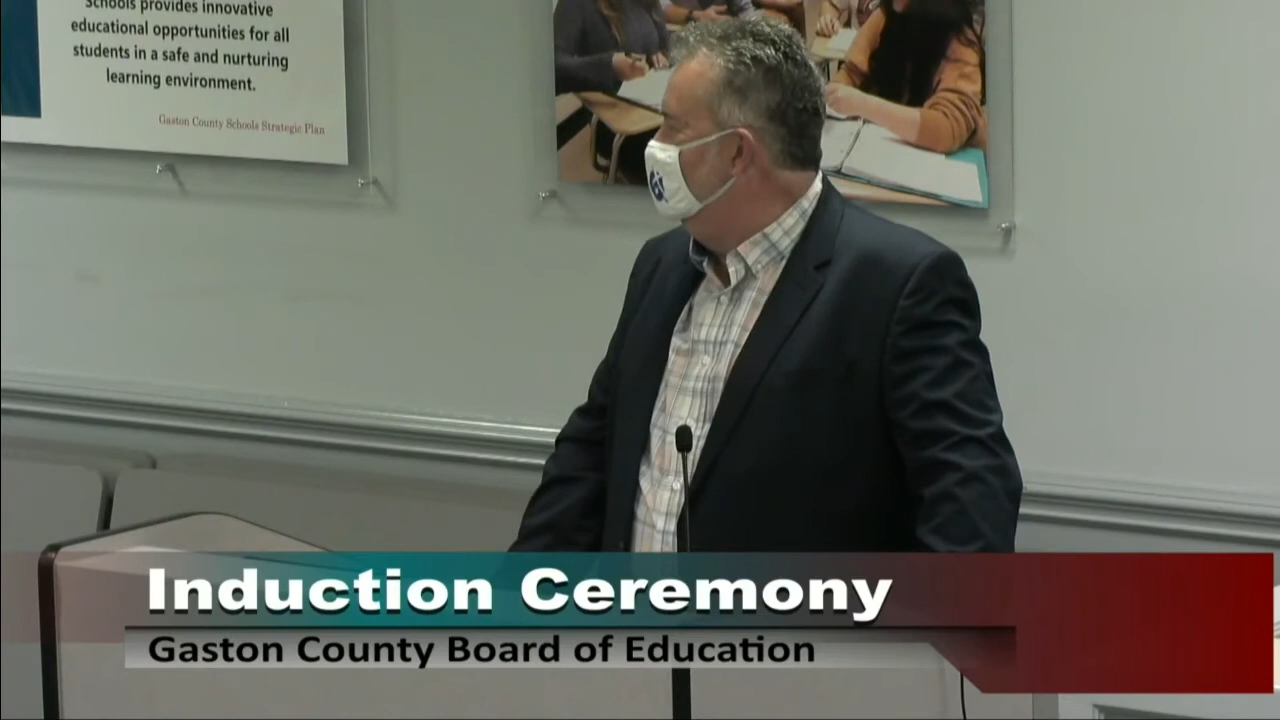 Schools provides innovative
educational opportunities for all
students in a safe and nurturing
learning environment.
Gaston County Schools Strategic Plan
Induction Ceremony
Gaston County Board of Education